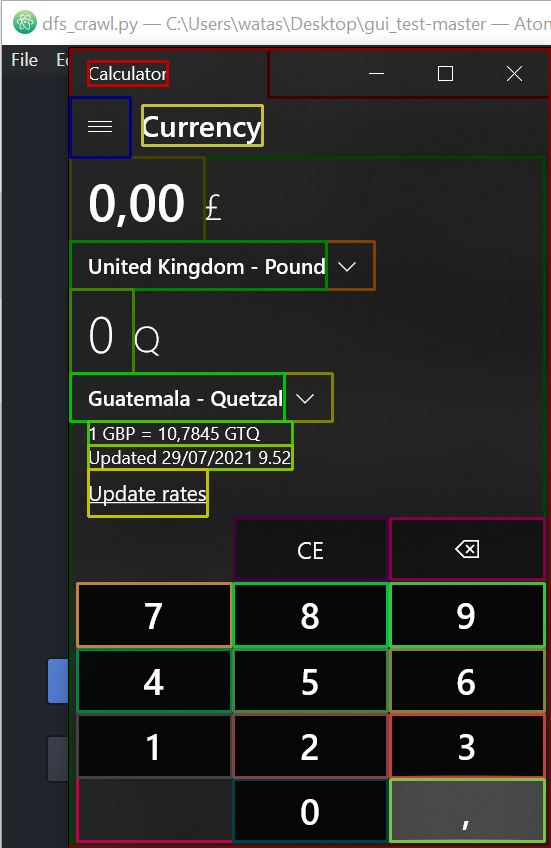 dfs_crawl.py — C:\Users\watas\Desktop\gui_test-master — Atom
File
Calculator
Currency
0,00 £
United Kingdom - Pound
0 Q
Guatemala - Quetzal
1 GBP = 10,7845 GTQ
Updated 29/07/2021 9.52
Update rates
CE
7 8 9
4 5 6
1 2 3
0 ,